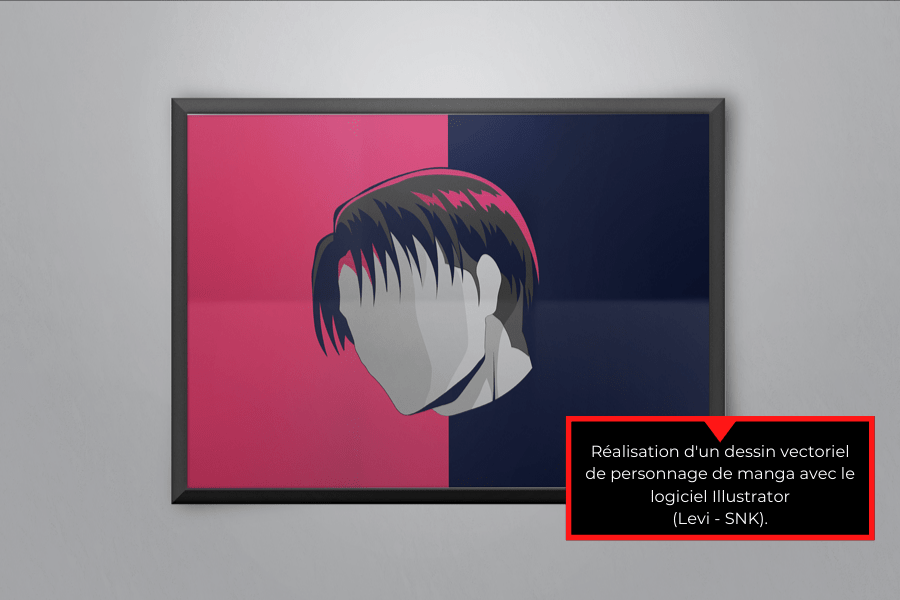 Réalisation d'un dessin vectoriel
de personnage de manga avec le
logiciel Illustrator
(Levi - SNK).